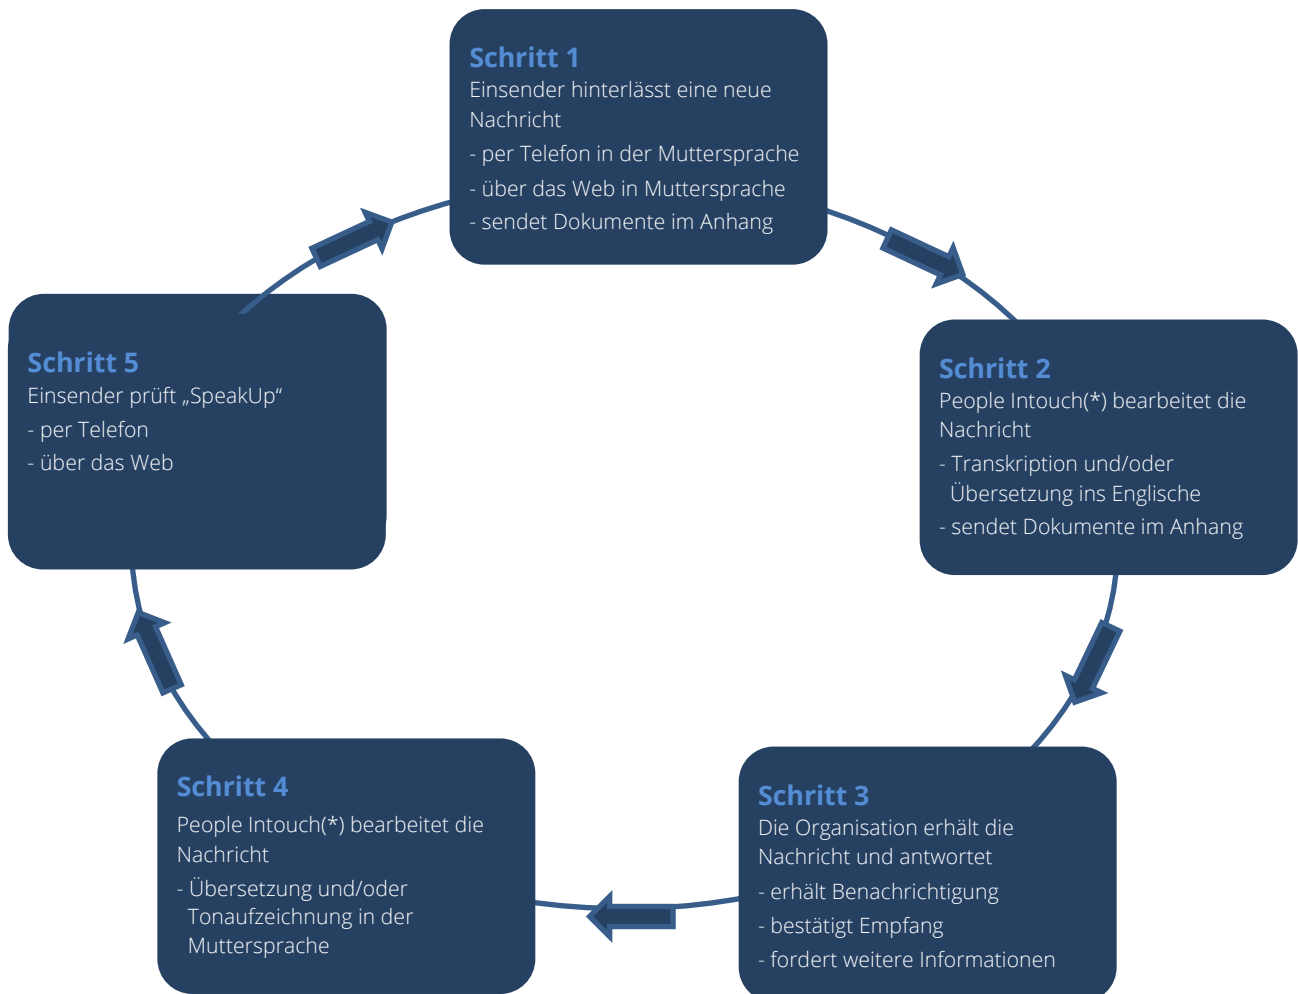 Schritt 1
Einsender hinterlässt eine neue
Nachricht
- per Telefon in der Muttersprache
- über das Web in Muttersprache
- sendet Dokumente im Anhang
Schritt 2
People Intouch(*) bearbeitet die
Nachricht
- Transkription und/oder
Übersetzung ins Englische
- sendet Dokumente im Anhang
Schritt 3
Die Organisation erhält die
Nachricht und antwortet
- erhält Benachrichtigung
- bestätigt Empfang
- fordert weitere Informationen
Schritt 4
People Intouch(*) bearbeitet die
Nachricht
- Übersetzung und/oder
Tonaufzeichnung in der
Muttersprache
Schritt 5
Einsender prüft „SpeakUp“
- per Telefon
- über das Web